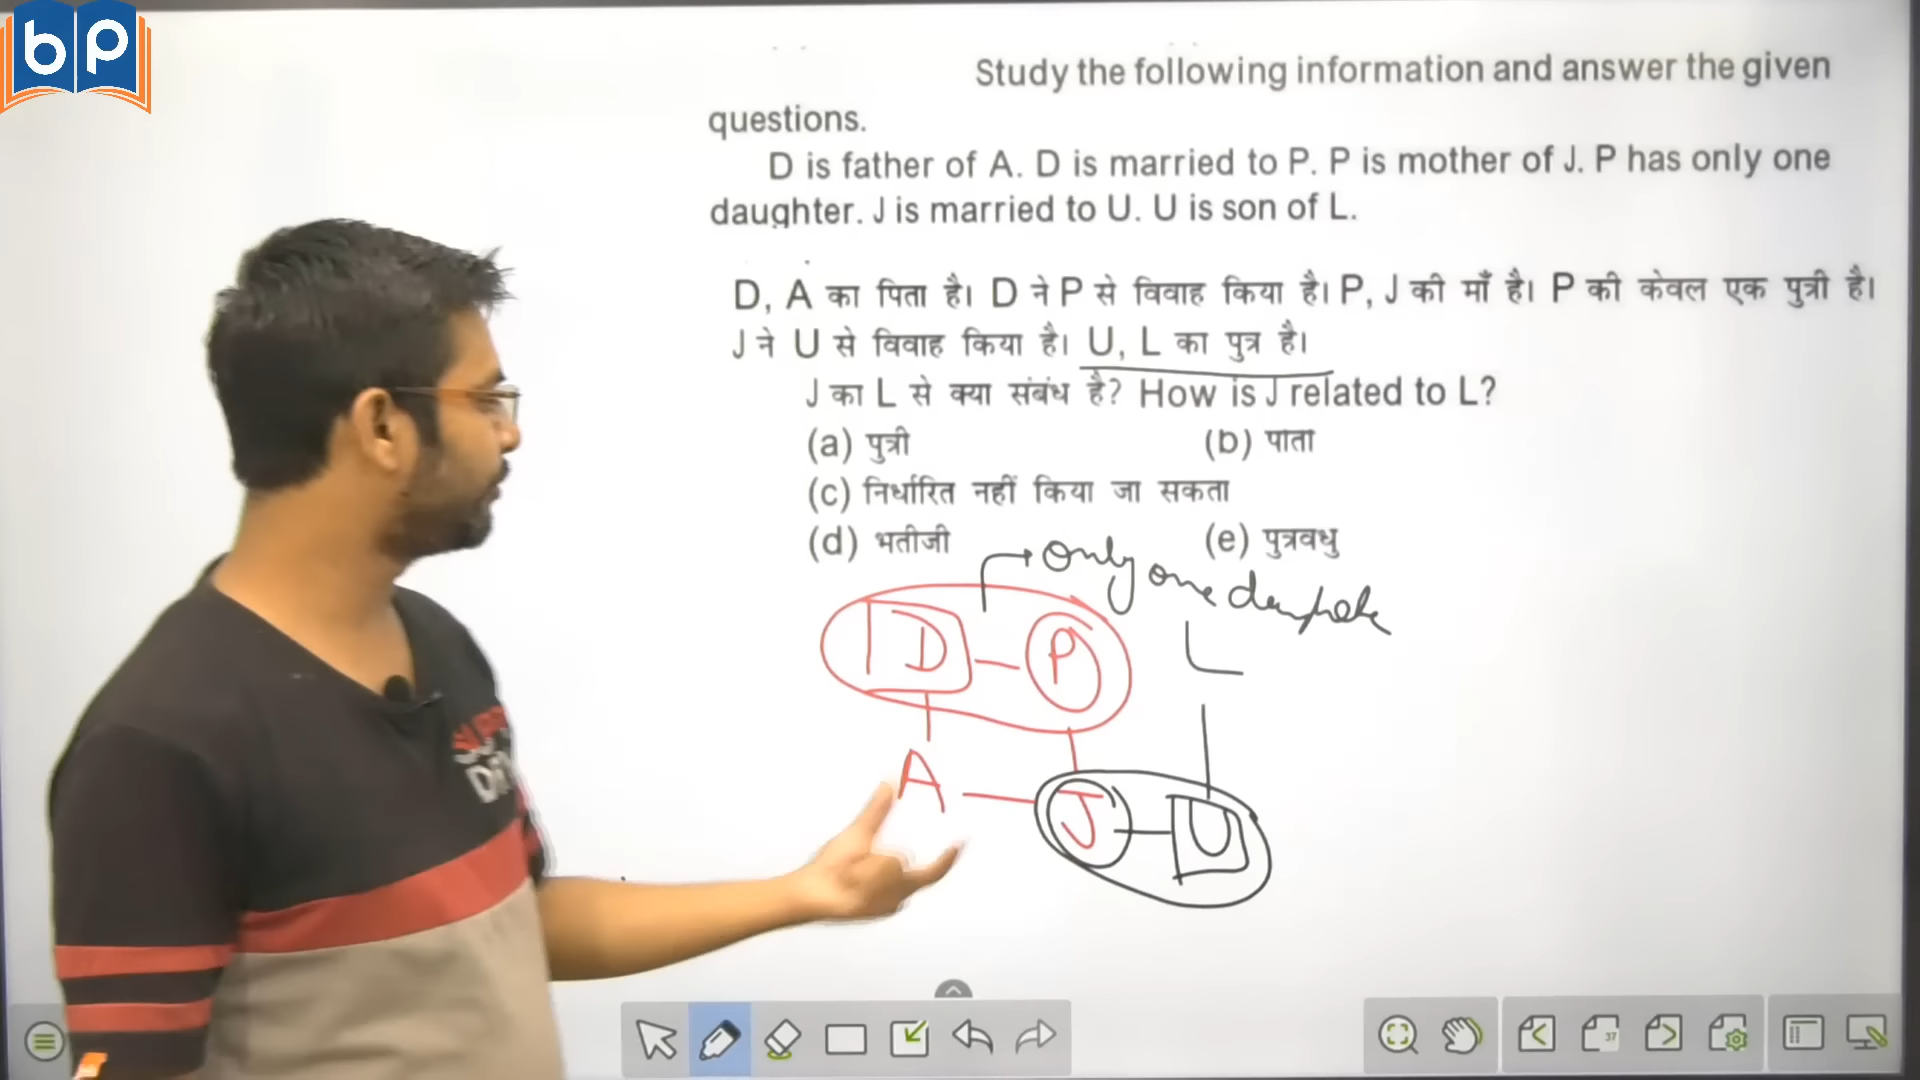 bp
Study the following information and answer the given
questions.
D is father of A. D is married to P. P is mother of J. P has only one
daughter. J is married to U. U is son of L.
D, A का पिता है। D ने P से विवाह किया है। P, J की माँ है। P की केवल एक पुत्री है।
J ने U से विवाह किया है। U, L का पुत्र है।
J का L से क्या संबंध है? How is J related to L?
(a) पुत्री (b) पाता
(c) निर्धारित नहीं किया जा सकता
(d) भतीजी (e) पुत्रवधु
only one
D P L
A J U
37